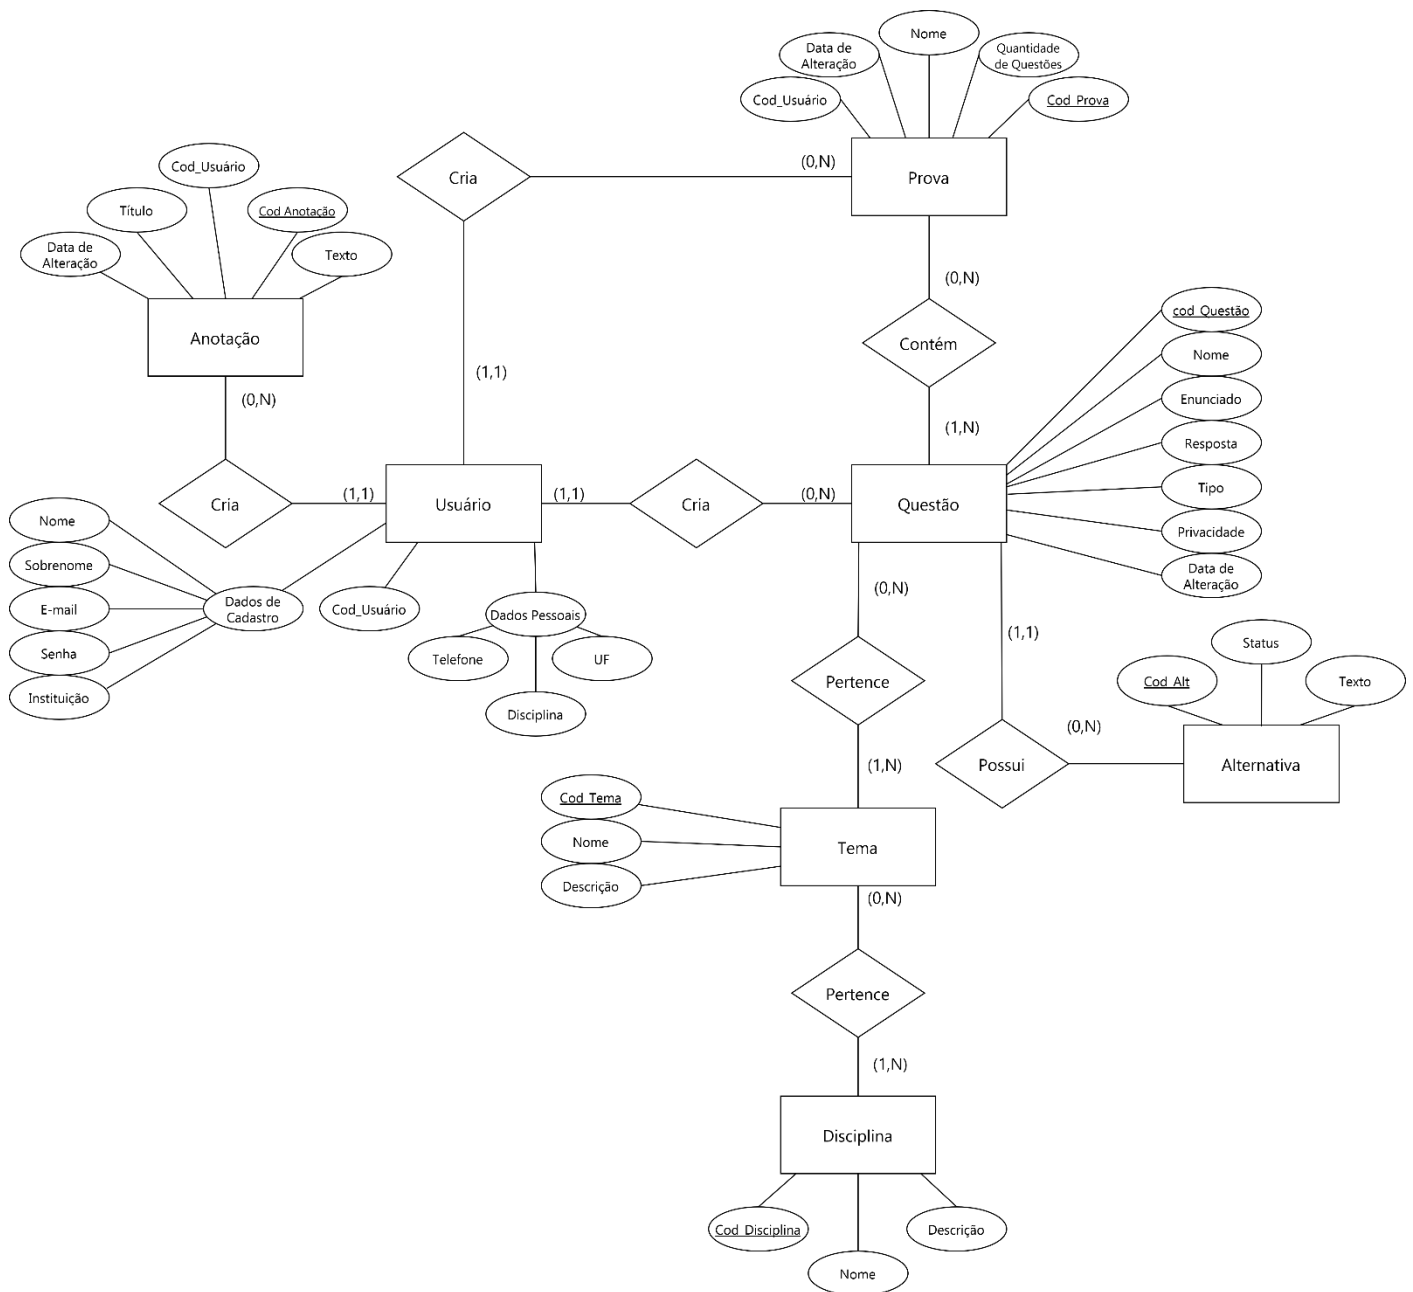 Nome
Data de
Alteração
Quantidade
de Questões
Cod_Usuário
Cod_Prova
Cria
(0,N)
Prova
Cod_Usuário
Título
Cod Anotação
Data de
Alteração
Texto
(0,N)
Anotação
Contém
cod_Questão
Nome
Enunciado
(1,1)
(0,N)
(1,N)
Resposta
Tipo
Privacidade
Data de
Alteração
Cria
(1,1)
Usuário
(1,1)
Cria
(0,N)
Questão
Nome
Sobrenome
E-mail
Senha
Instituição
Dados de
Cadastro
Cod_Usuário
Dados Pessoais
Telefone
UF
Disciplina
(0,N)
(1,1)
Pertence
Status
Cod_Alt
Texto
(0,N)
(1,N)
Possui
Alternativa
Cod_Tema
Nome
Descrição
Tema
(0,N)
Pertence
(1,N)
Disciplina
Cod_Disciplina
Descrição
Nome